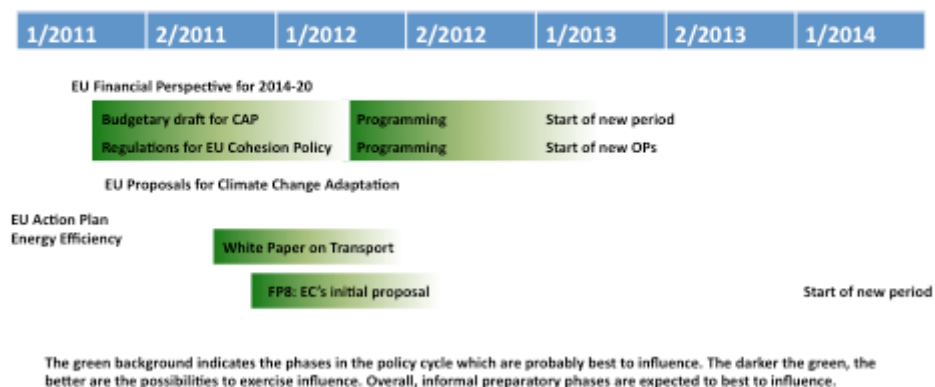 1/2011 2/2011 1/2012 2/2012 1/2013 2/2013 1/2014
EU Financial Perspective for 2014-20
Budgetary draft for CAP Programming Start of new period
Regulations for EU Cohesion Policy Programming Start of new OPs
EU Proposals for Climate Change Adaptation
EU Action Plan
Energy Efficiency
White Paper on Transport
FP8: EC's initial proposal Start of new period
The green background indicates the phases in the policy cycle which are probably best to influence. The darker the green, the
better are the possibilities to exercise influence. Overall, informal preparatory phases are expected to best to influence.